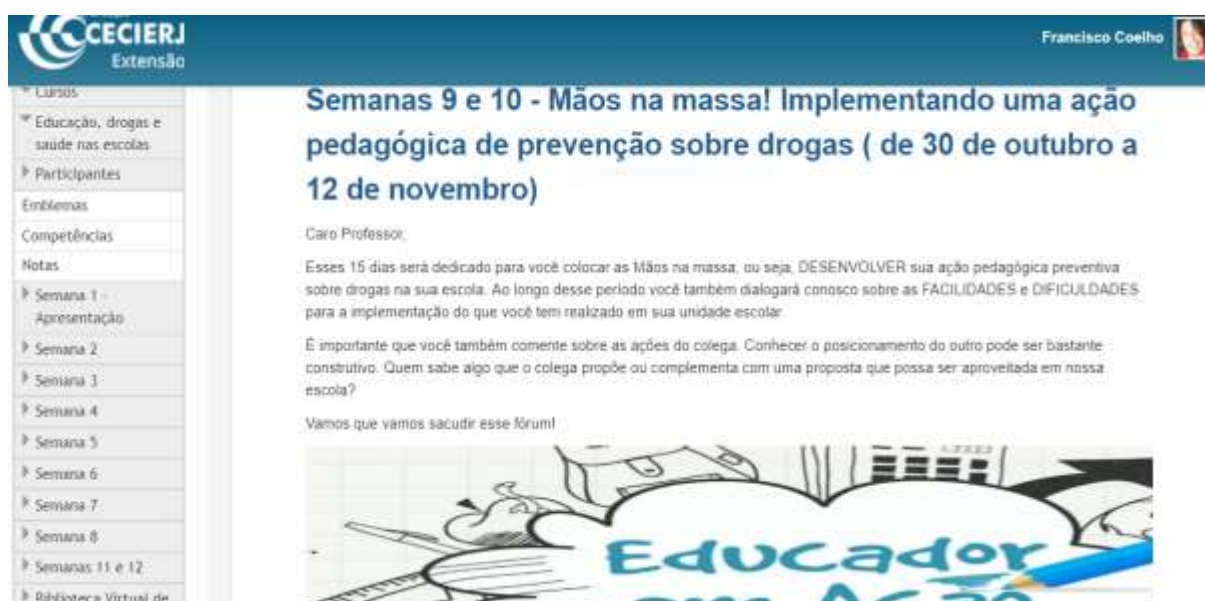 CECIERJ
Extensão
Francisco Coelho
Cursos
Educação, drogas e
saúde nas escolas
Participantes
Emblemas
Competências
Notas
Semana 1 -
Apresentação
Semana 2
Semana 3
Semana 4
Semana 5
Semana 6
Semana 7
Semana 8
Semanas 11 e 12
Biblioteca Virtual de
Semanas 9 e 10 - Mãos na massa! Implementando uma ação
pedagógica de prevenção sobre drogas ( de 30 de outubro a
12 de novembro)
Caro Professor,
Esses 15 dias será dedicado para você colocar as Mãos na massa, ou seja, DESENVOLVER sua ação pedagógica preventiva
sobre drogas na sua escola. Ao longo desse período você também dialogará conosco sobre as FACILIDADES e DIFICULDADES
para a implementação do que você tem realizado em sua unidade escolar.
É importante que você também comente sobre as ações do colega. Conhecer o posicionamento do outro pode ser bastante
construtivo. Quem sabe algo que o colega propõe ou complementa com uma proposta que possa ser aproveitada em nossa
escola?
Vamos que vamos sacudir esse fórum!
Educador
em Ação